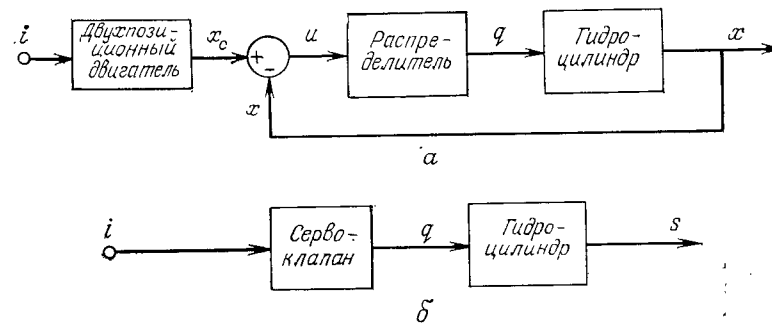 i
Двухпози-
ционный
двигатель
x_c
+
-
u
Распре-
делитель
q
Гидро-
цилиндр
x
x
а
i
Серво-
клапан
q
Гидро-
цилиндр
s
б